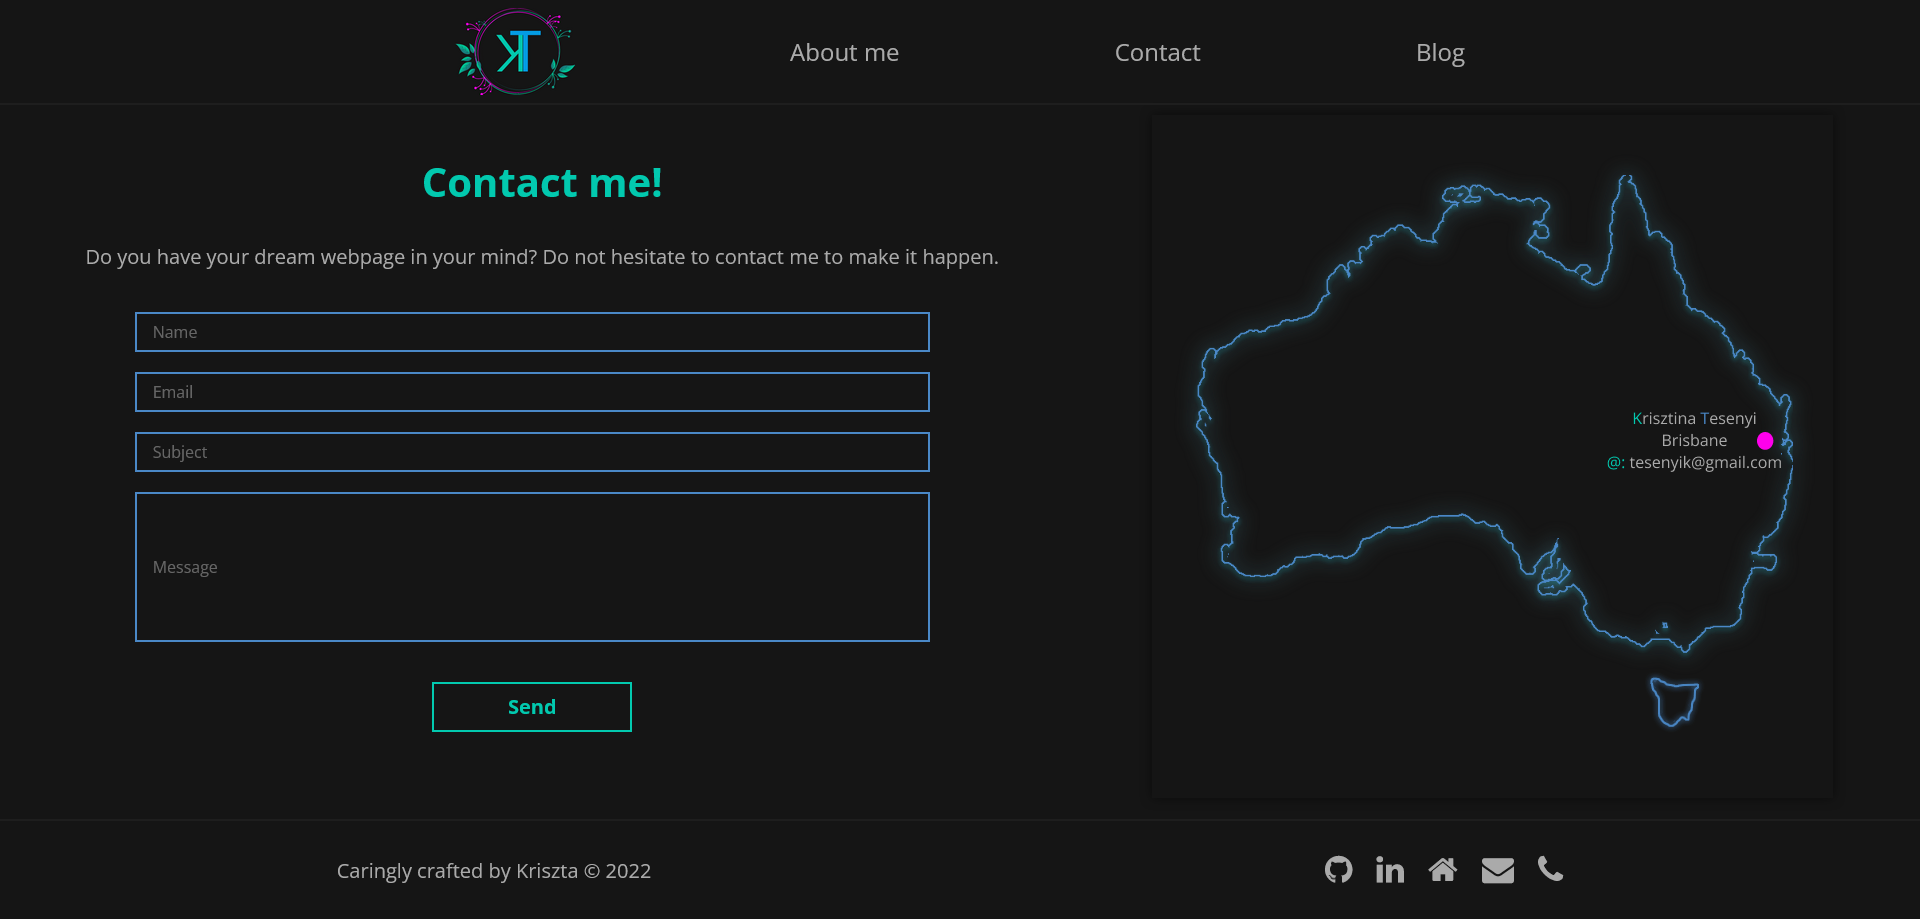 KT
About me
Contact
Blog
Contact me!
Do you have your dream webpage in your mind? Do not hesitate to contact me to make it happen.
Name
Email
Subject
Message
Send
Krisztina Tesenyi
Brisbane
@: tesenyik@gmail.com
Caringly crafted by Kriszta © 2022
in